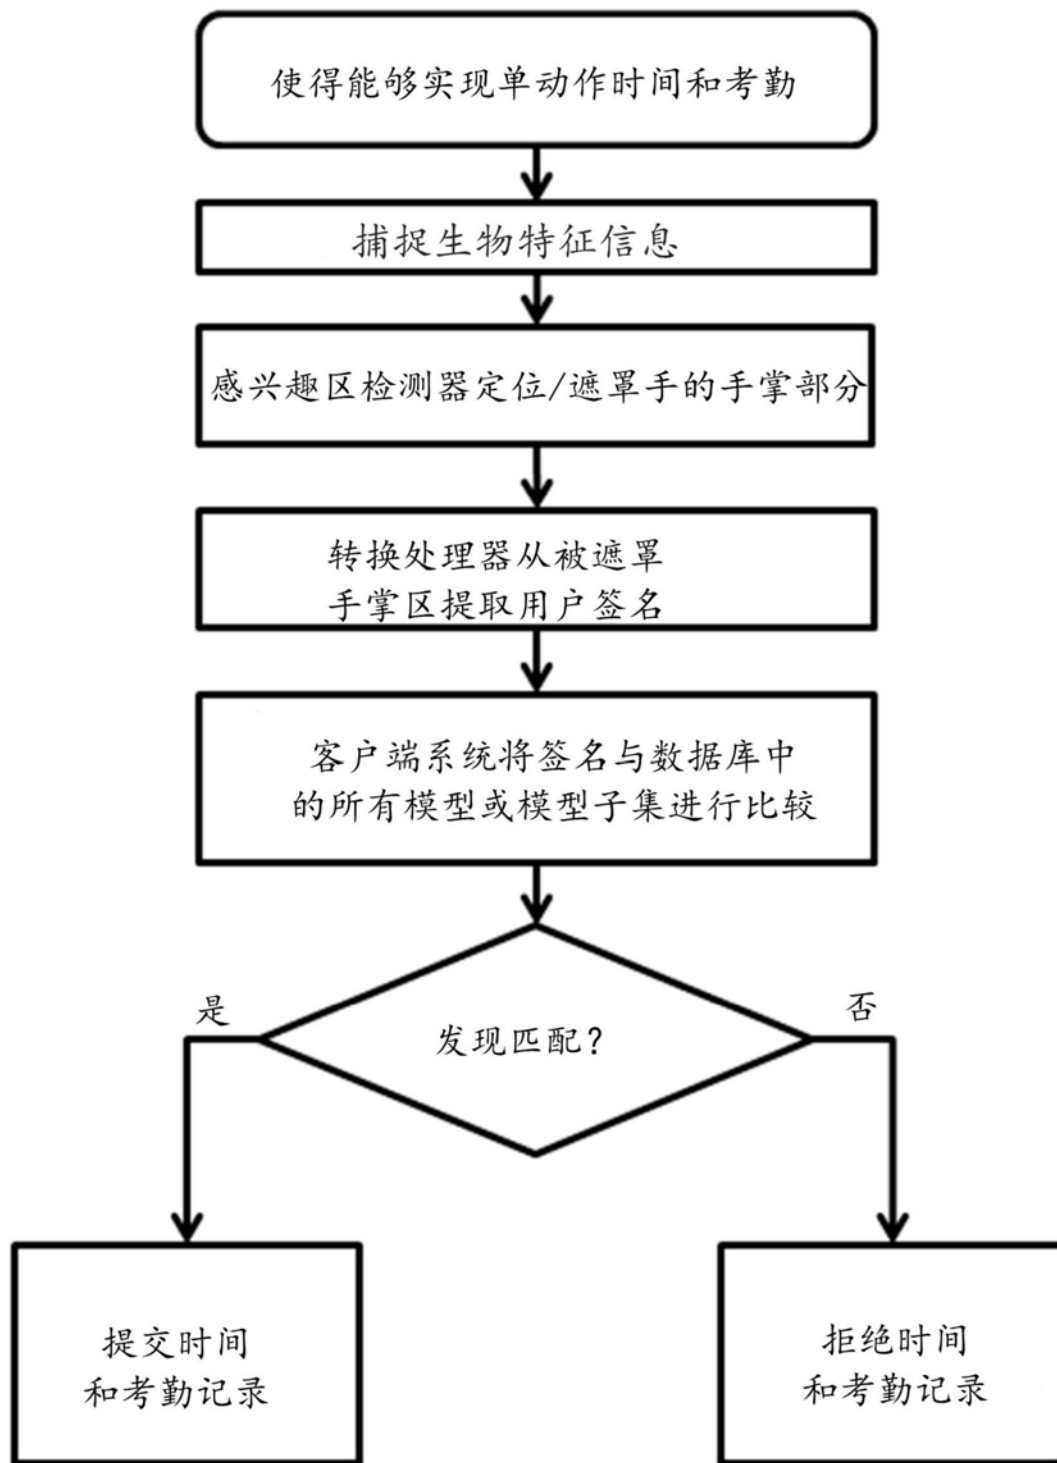 使得能够实现单动作时间和考勤
捕捉生物特征信息
感兴趣区检测器定位/遮罩手的手掌部分
转换处理器从被遮罩
手掌区提取用户签名
客户端系统将签名与数据库中
的所有模型或模型子集进行比较
是
否
发现匹配?
提交时间
和考勤记录
拒绝时间
和考勤记录